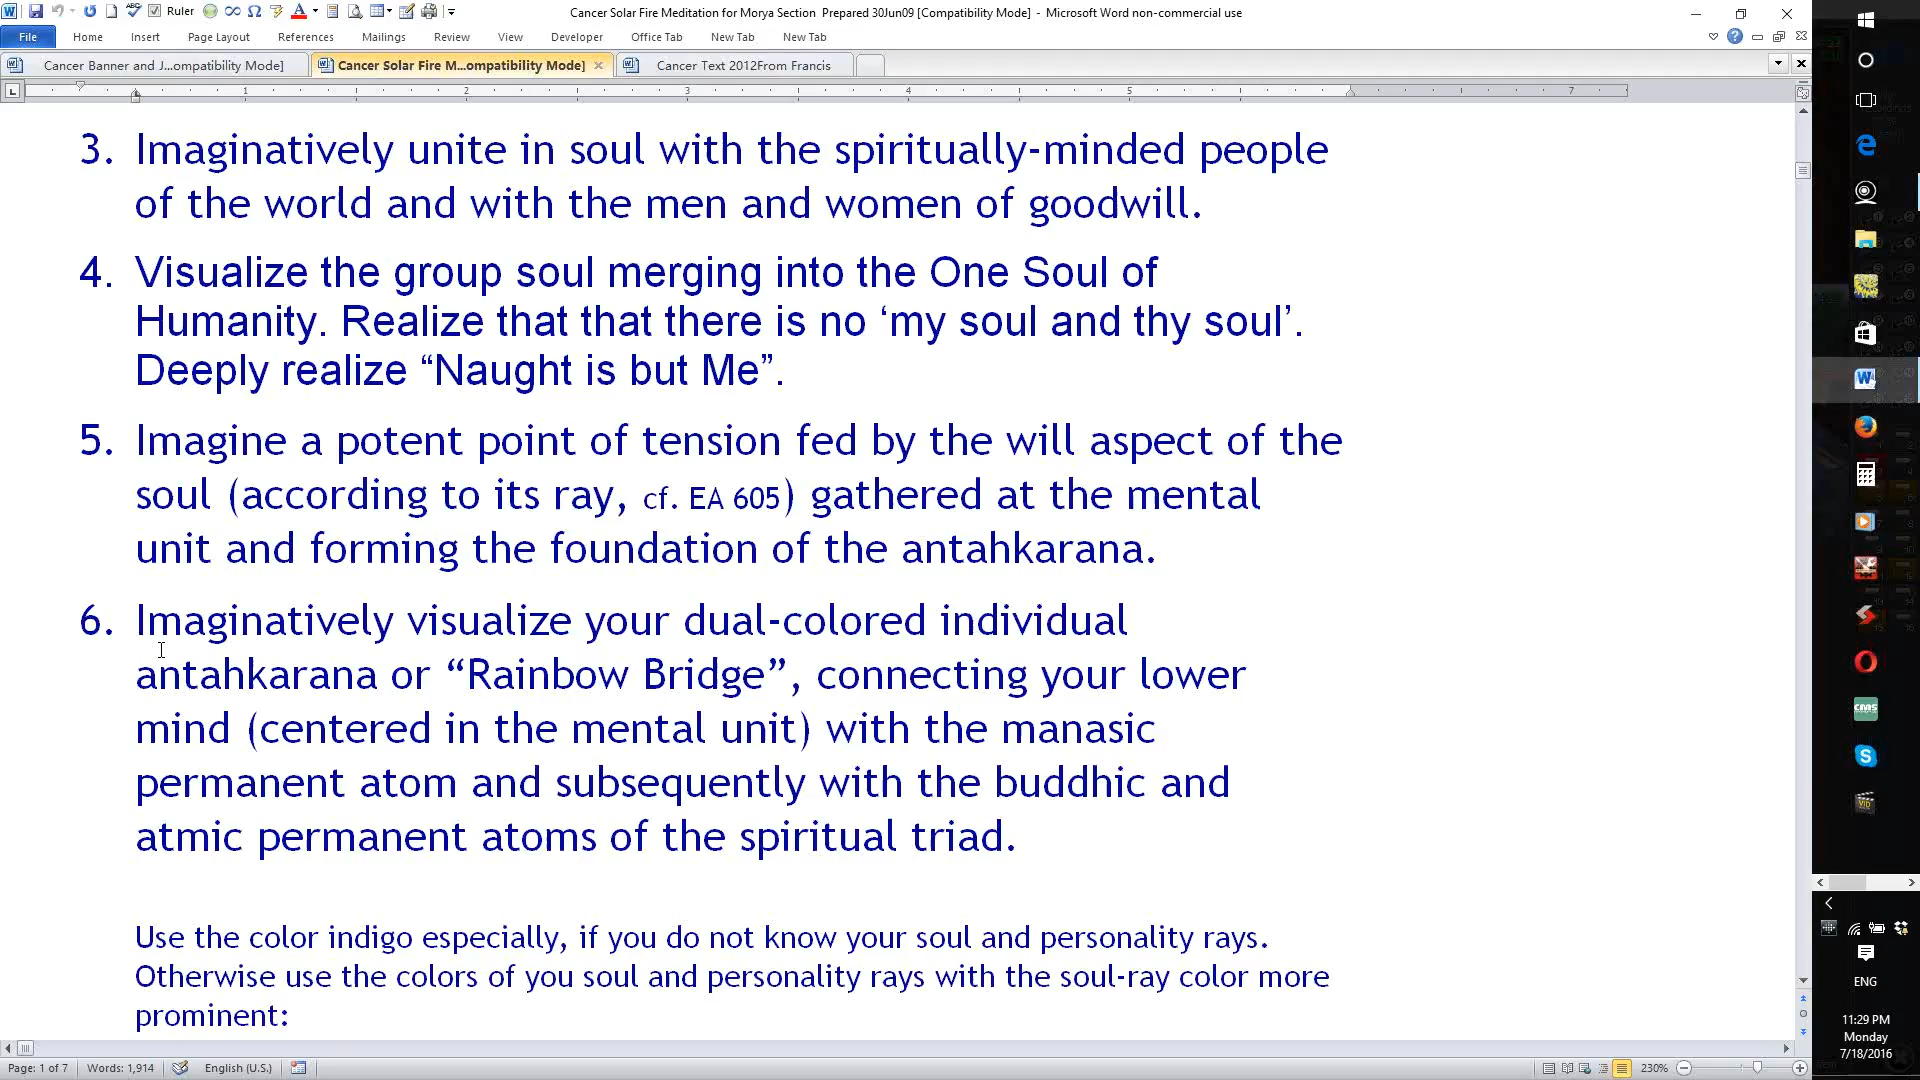 Ruler
Cancer Solar Fire Meditation for Morya Section  Prepared 30Jun09 [Compatibility Mode] - Microsoft Word non-commercial use
File Home Insert Page Layout References Mailings Review View Developer Office Tab New Tab New Tab
Cancer Banner and J...ompatibility Mode] Cancer Solar Fire M...ompatibility Mode] Cancer Text 2012From Francis
1 2 3 4 5 7
3. Imaginatively unite in soul with the spiritually-minded people
of the world and with the men and women of goodwill.
4. Visualize the group soul merging into the One Soul of
Humanity. Realize that that there is no ‘my soul and thy soul’.
Deeply realize “Naught is but Me”.
5. Imagine a potent point of tension fed by the will aspect of the
soul (according to its ray, cf. EA 605) gathered at the mental
unit and forming the foundation of the antahkarana.
6. Imaginatively visualize your dual-colored individual
antahkarana or “Rainbow Bridge”, connecting your lower
mind (centered in the mental unit) with the manasic
permanent atom and subsequently with the buddhic and
atmic permanent atoms of the spiritual triad.
Use the color indigo especially, if you do not know your soul and personality rays.
Otherwise use the colors of you soul and personality rays with the soul-ray color more
prominent:
Page: 1 of 7 Words: 1,914 English (U.S.) 230%
ENG
11:29 PM
Monday
7/18/2016